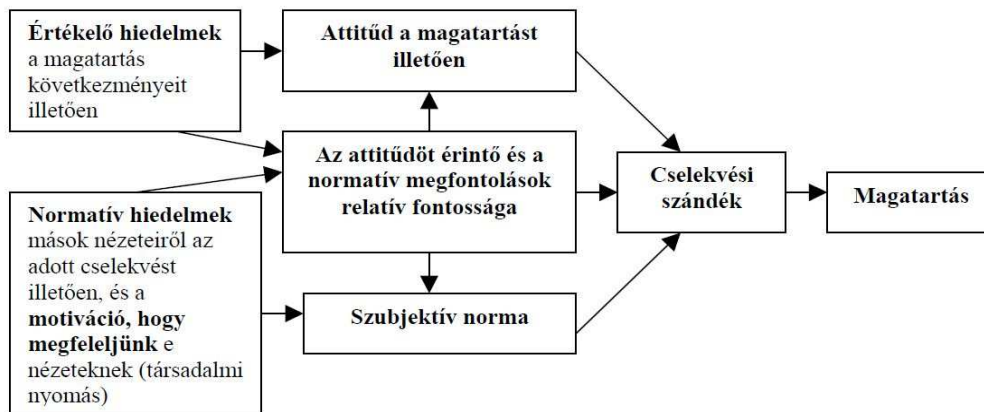 Értékelő hiedelmek
a magatartás
következményeit
illetően
Attitűd a magatartást
illetően
Az attitűdöt érintő és a
normatív megfontolások
relatív fontossága
Cselekvési
szándék
Magatartás
Normatív hiedelmek
mások nézeteiről az
adott cselekvést
illetően, és a
motiváció, hogy
megfeleljünk e
nézeteknek (társadalmi
nyomás)
Szubjektív norma